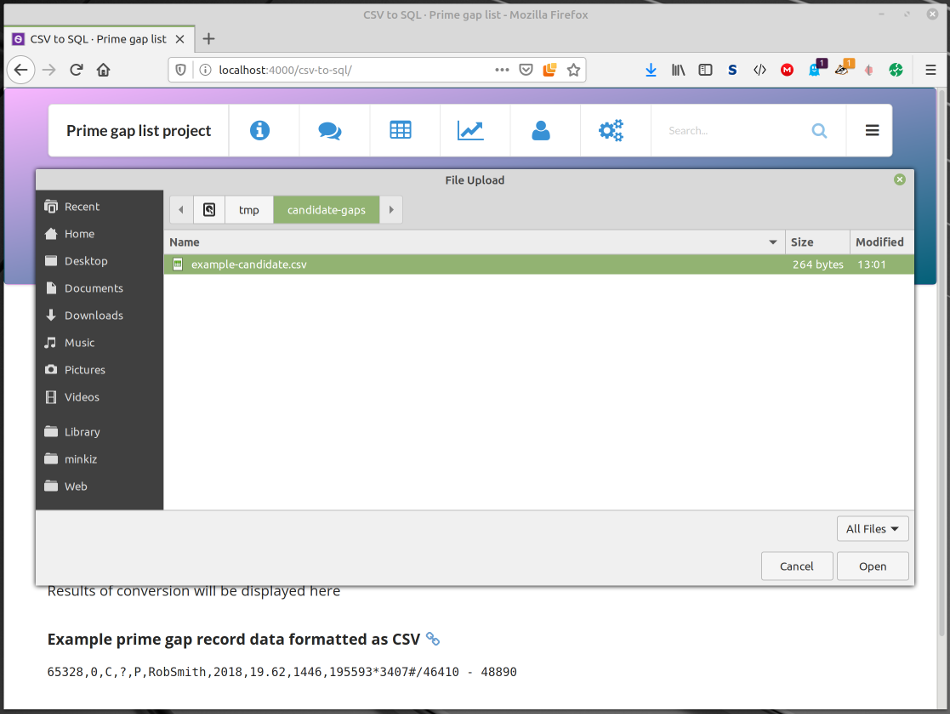 CSV to SQL · Prime gap list - Mozilla Firefox
CSV to SQL · Prime gap list
localhost:4000/csv-to-sql/
S
M
1
1
Prime gap list project
Search...
File Upload
Recent
Home
Desktop
Documents
Downloads
Music
Pictures
Videos
Library
minkiz
Web
tmp
candidate-gaps
Name
Size
Modified
example-candidate.csv
264 bytes
13:01
All Files
Cancel
Open
Results of conversion will be displayed here
Example prime gap record data formatted as CSV
65328,0,C,?,P,RobSmith,2018,19.62,1446,195593*3407#/46410 - 48890